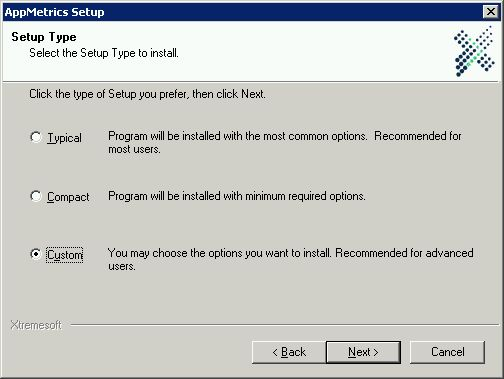 AppMetrics Setup
Setup Type
Select the Setup Type to install.
Click the type of Setup you prefer, then click Next.
Typical
Program will be installed with the most common options. Recommended for
most users.
Compact
Program will be installed with minimum required options.
Custom
You may choose the options you want to install. Recommended for advanced
users.
Xtremesoft
< Back
Next >
Cancel